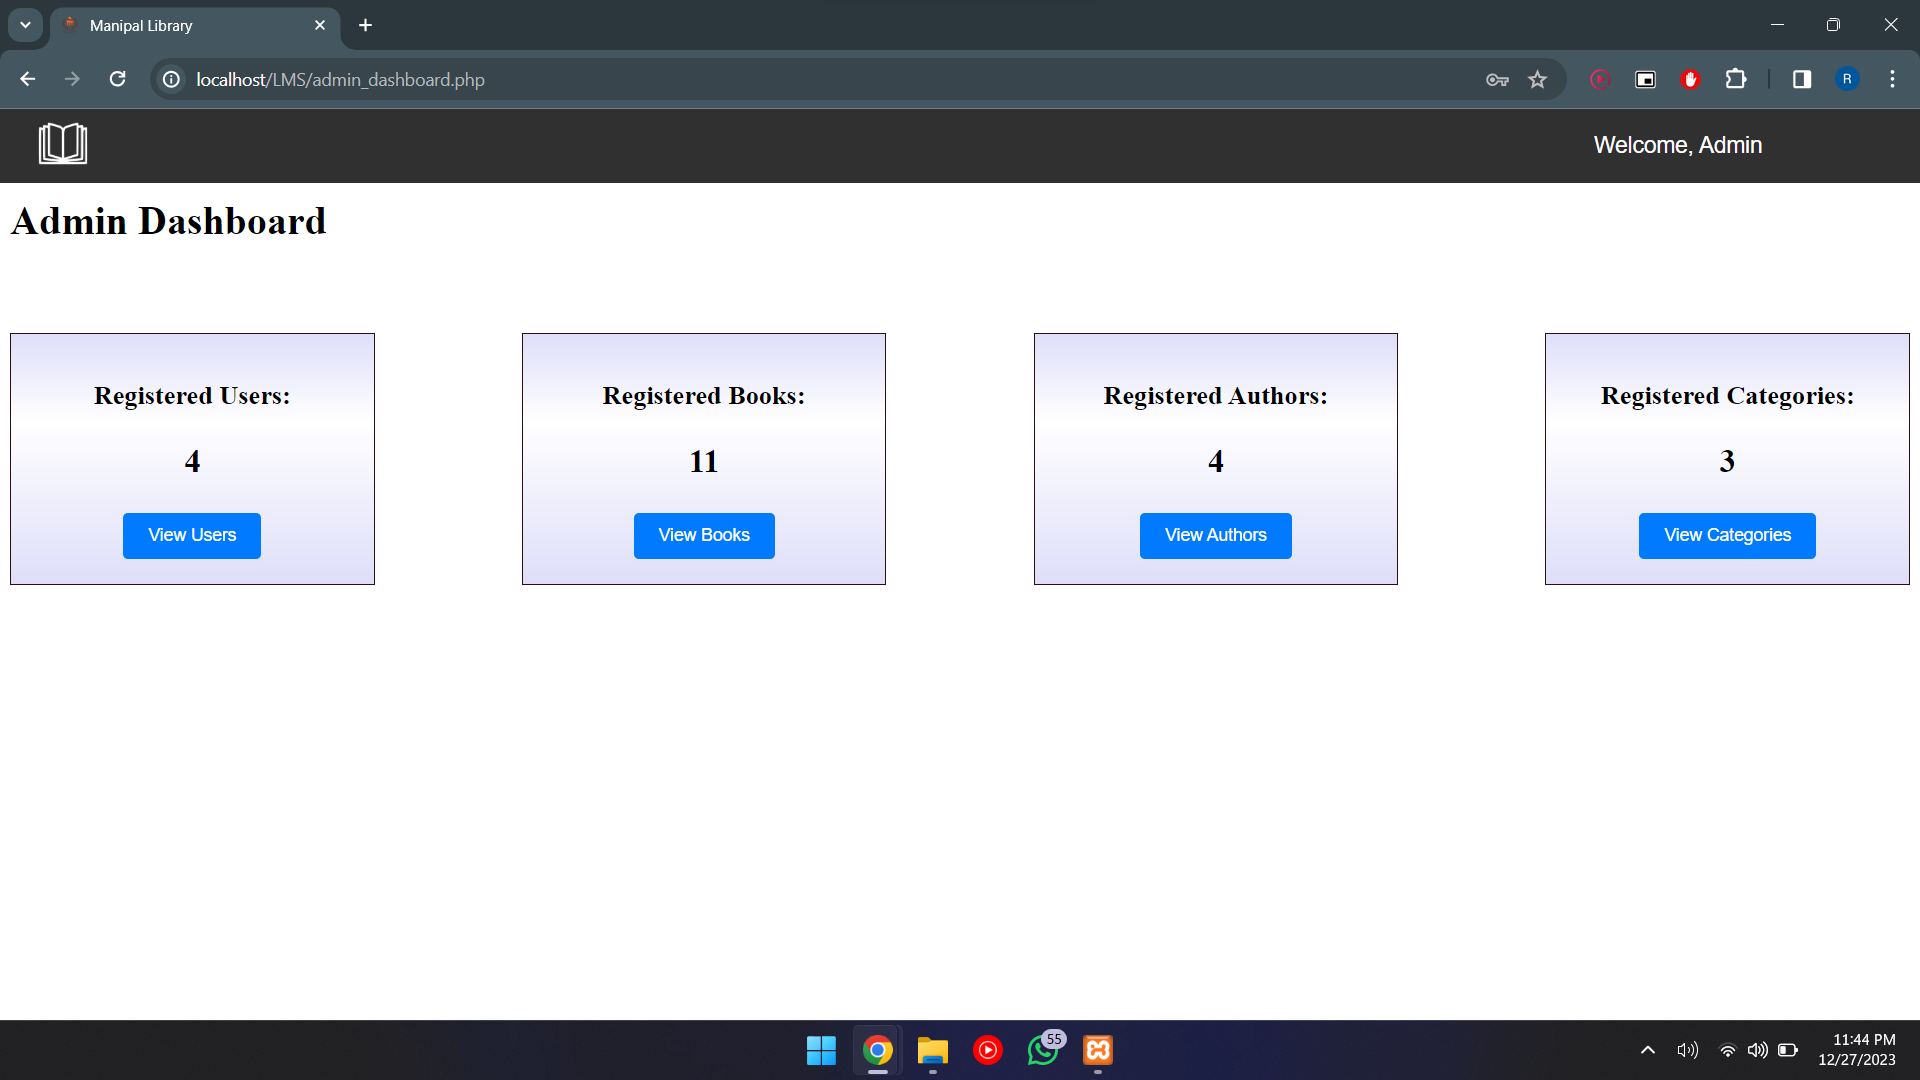 Manipal Library
localhost/LMS/admin_dashboard.php
R
Welcome, Admin
Admin Dashboard
Registered Users:
4
View Users
Registered Books:
11
View Books
Registered Authors:
4
View Authors
Registered Categories:
3
View Categories
55
11:44 PM
12/27/2023